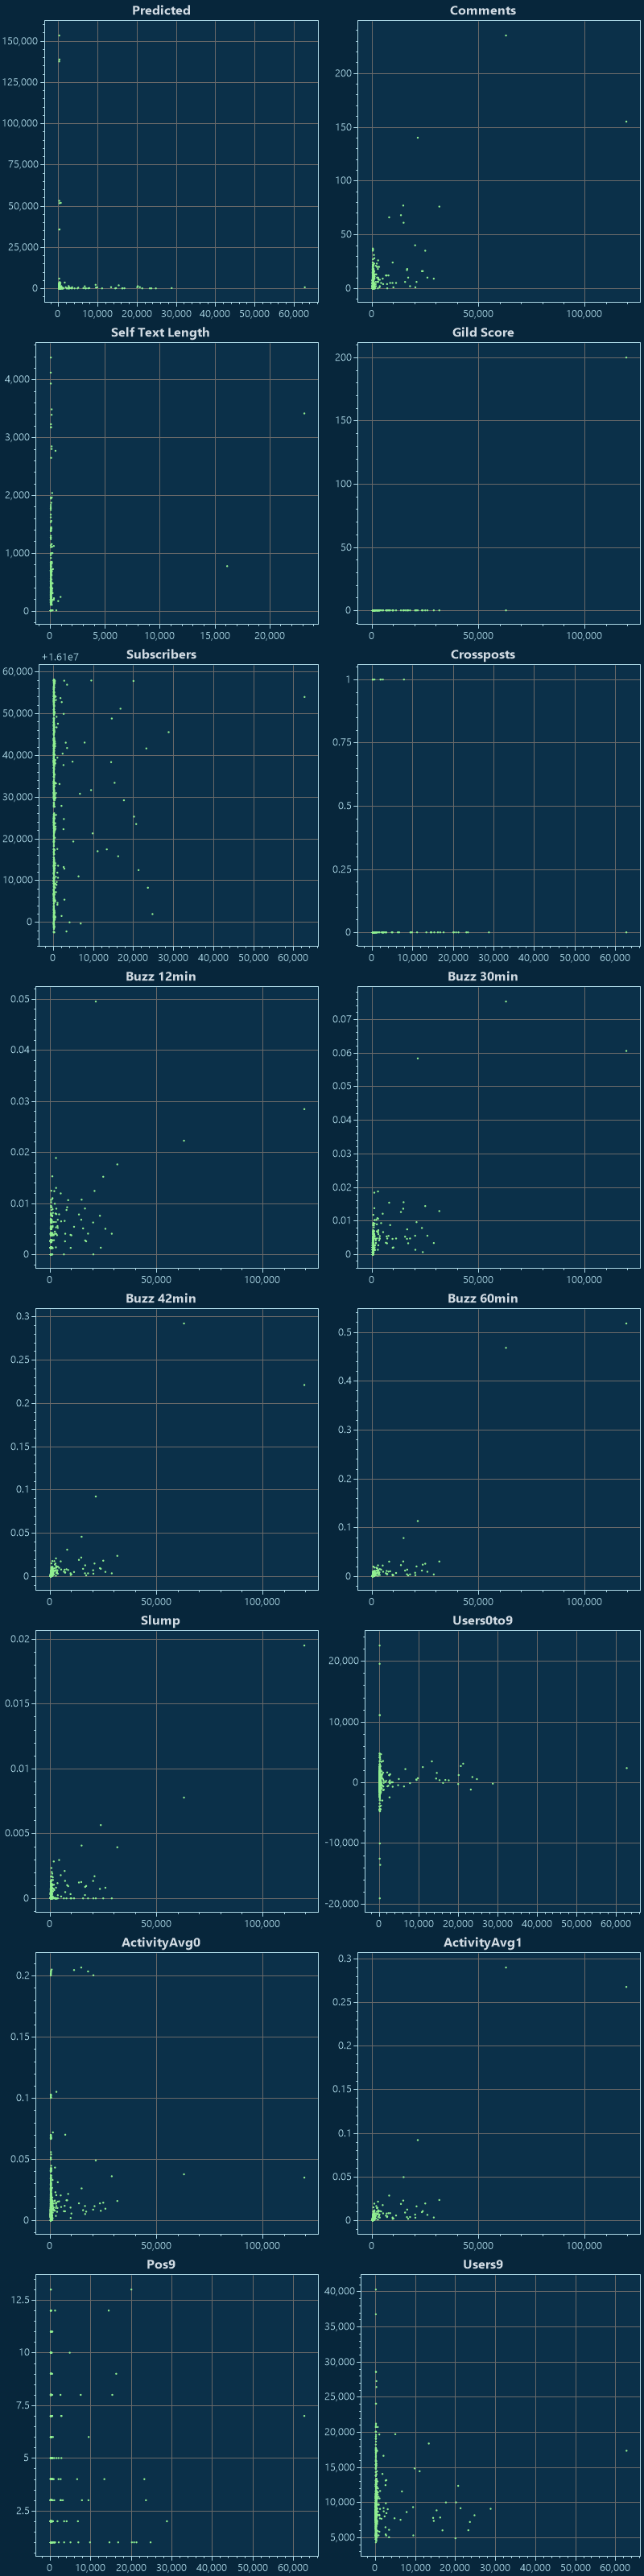 Predicted
150,000
125,000
100,000
75,000
50,000
25,000
0
0 10,000 20,000 30,000 40,000 50,000 60,000
Comments
200
150
100
50
0
0 50,000 100,000
Self Text Length
4,000
3,000
2,000
1,000
0
0 5,000 10,000 15,000 20,000
Gild Score
200
150
100
50
0
0 50,000 100,000
Subscribers
+1.61e7
60,000
50,000
40,000
30,000
20,000
10,000
0
0 10,000 20,000 30,000 40,000 50,000 60,000
Crossposts
1
0.75
0.5
0.25
0
0 10,000 20,000 30,000 40,000 50,000 60,000
Buzz 12min
0.05
0.04
0.03
0.02
0.01
0
0 50,000 100,000
Buzz 30min
0.07
0.06
0.05
0.04
0.03
0.02
0.01
0
0 50,000 100,000
Buzz 42min
0.3
0.25
0.2
0.15
0.1
0.05
0
0 50,000 100,000
Buzz 60min
0.5
0.4
0.3
0.2
0.1
0
0 50,000 100,000
Slump
0.02
0.015
0.01
0.005
0
0 50,000 100,000
Users0to9
20,000
10,000
0
-10,000
-20,000
0 10,000 20,000 30,000 40,000 50,000 60,000
ActivityAvg0
0.2
0.15
0.1
0.05
0
0 50,000 100,000
ActivityAvg1
0.3
0.25
0.2
0.15
0.1
0.05
0
0 50,000 100,000
Pos9
12.5
10
7.5
5
2.5
0 10,000 20,000 30,000 40,000 50,000 60,000
Users9
40,000
35,000
30,000
25,000
20,000
15,000
10,000
5,000
0 10,000 20,000 30,000 40,000 50,000 60,000